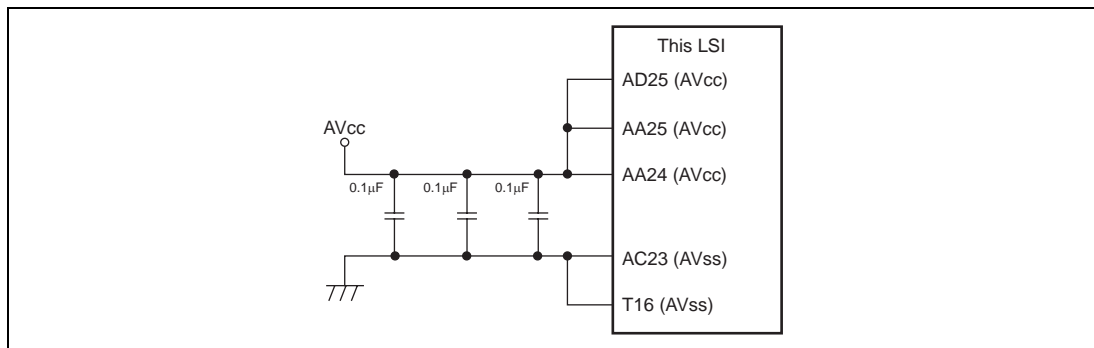 This LSI
AD25 (AVcc)
AVcc
AA25 (AVcc)
AA24 (AVcc)
0.1μF 0.1μF 0.1μF
AC23 (AVss)
T16 (AVss)